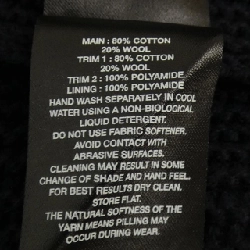 MAIN : 80% COTTON
20% WOOL
TRIM 1 : 80% COTTON
20% WOOL
TRIM 2 : 100% POLYAMIDE
LINING : 100% POLYAMIDE
HAND WASH SEPARATELY IN COOL
WATER USING A NON-BIOLOGICAL
LIQUID DETERGENT.
DO NOT USE FABRIC SOFTENER.
AVOID CONTACT WITH
ABRASIVE SURFACES.
CLEANING MAY RESULT IN SOME
CHANGE OF SHADE AND HAND FEEL.
FOR BEST RESULTS DRY CLEAN.
STORE FLAT.
THE NATURAL SOFTNESS OF THE
YARN MEANS PILLING MAY
OCCUR DURING WEAR.